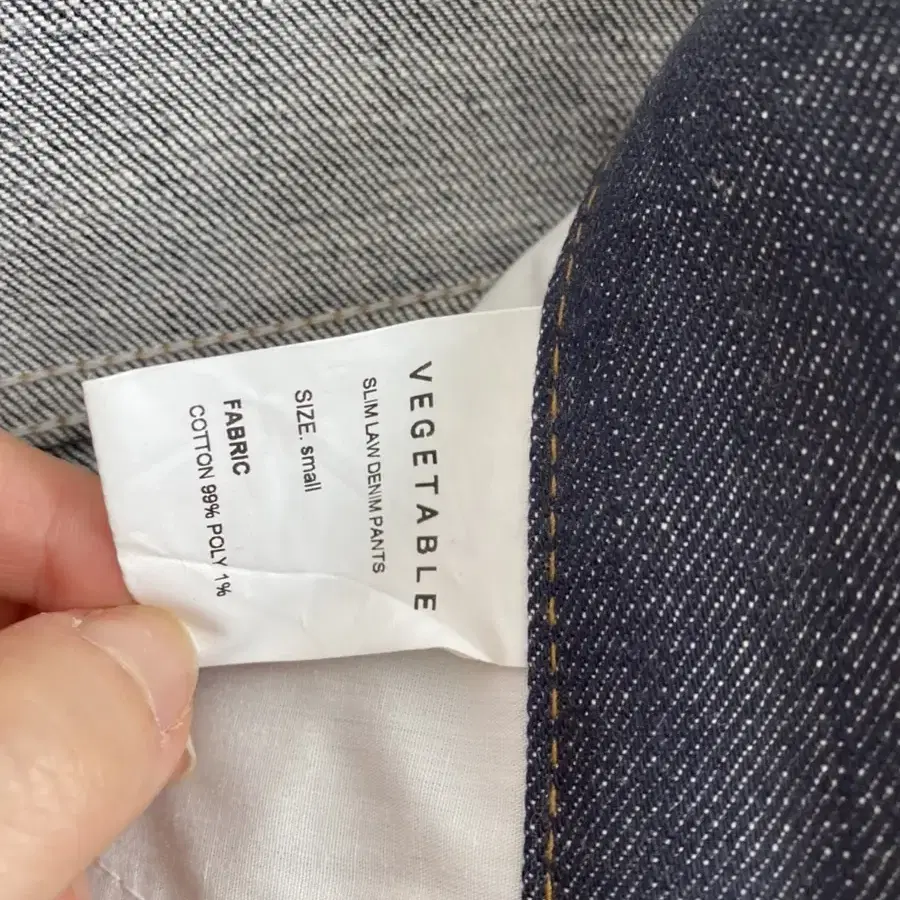 VEGETABLE
SLIM LAW DENIM PANTS
SIZE. small
FABRIC
COTTON 99% POLY 1%